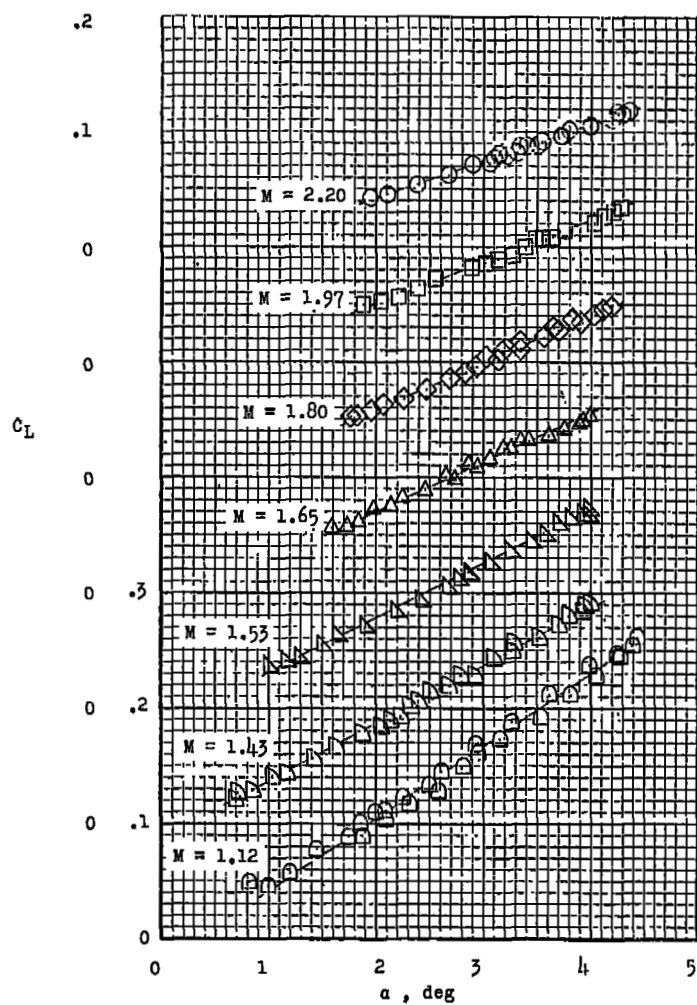 .2
.1
M = 2.20
0
M = 1.97
0
M = 1.80
C_L
0
M = 1.65
0 .3
M = 1.53
0 .2
M = 1.43
0 .1
M = 1.12
0
0 1 2 3 4 5
α , deg